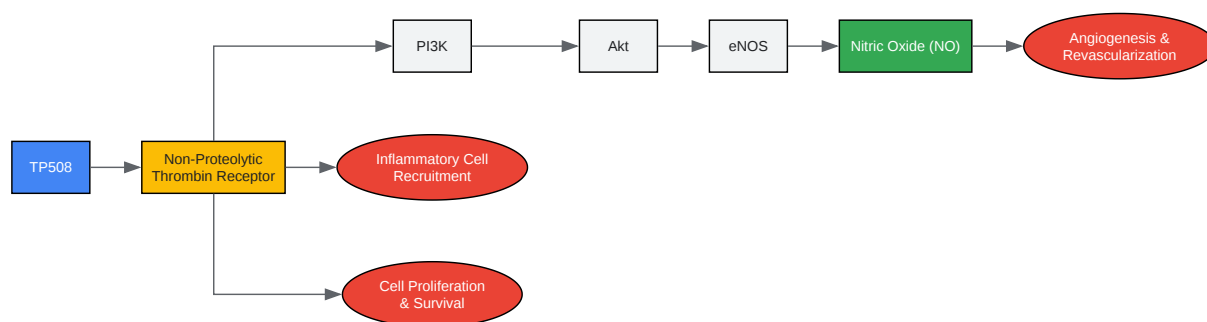 PI3K
Akt
eNOS
Nitric Oxide (NO)
Angiogenesis &
Revascularization
TP508
Non-Proteolytic
Thrombin Receptor
Inflammatory Cell
Recruitment
Cell Proliferation
& Survival